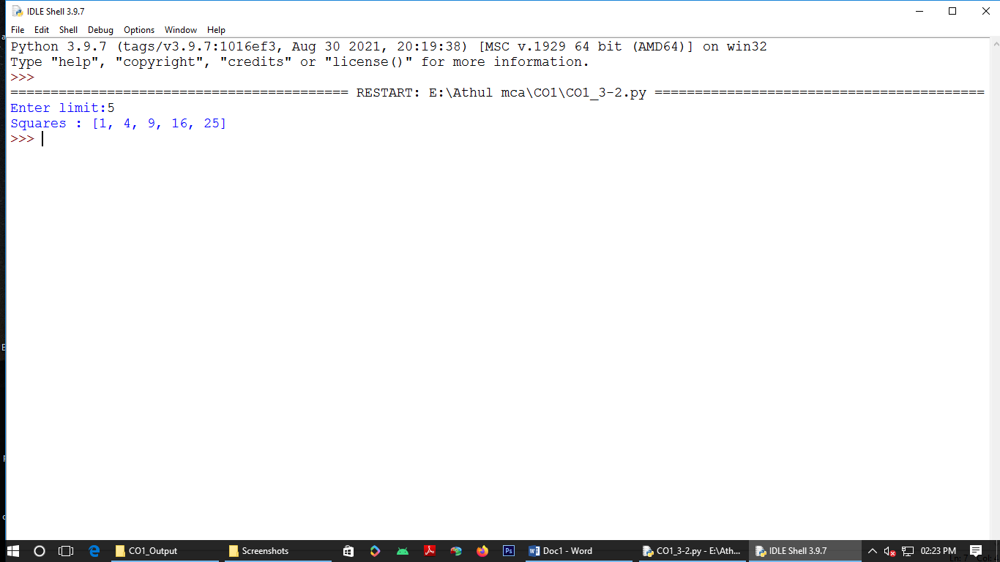 IDLE Shell 3.9.7
File Edit Shell Debug Options Window Help
Python 3.9.7 (tags/v3.9.7:1016ef3, Aug 30 2021, 20:19:38) [MSC v.1929 64 bit (AMD64)] on win32
Type "help", "copyright", "credits" or "license()" for more information.
>>>
========================================== RESTART: E:\Athul mca\CO1\CO1_3-2.py =========================================
Enter limit:5
Squares : [1, 4, 9, 16, 25]
>>>
CO1_Output Screenshots Ps Doc1 - Word CO1_3-2.py - E:\Ath... IDLE Shell 3.9.7 02:23 PM